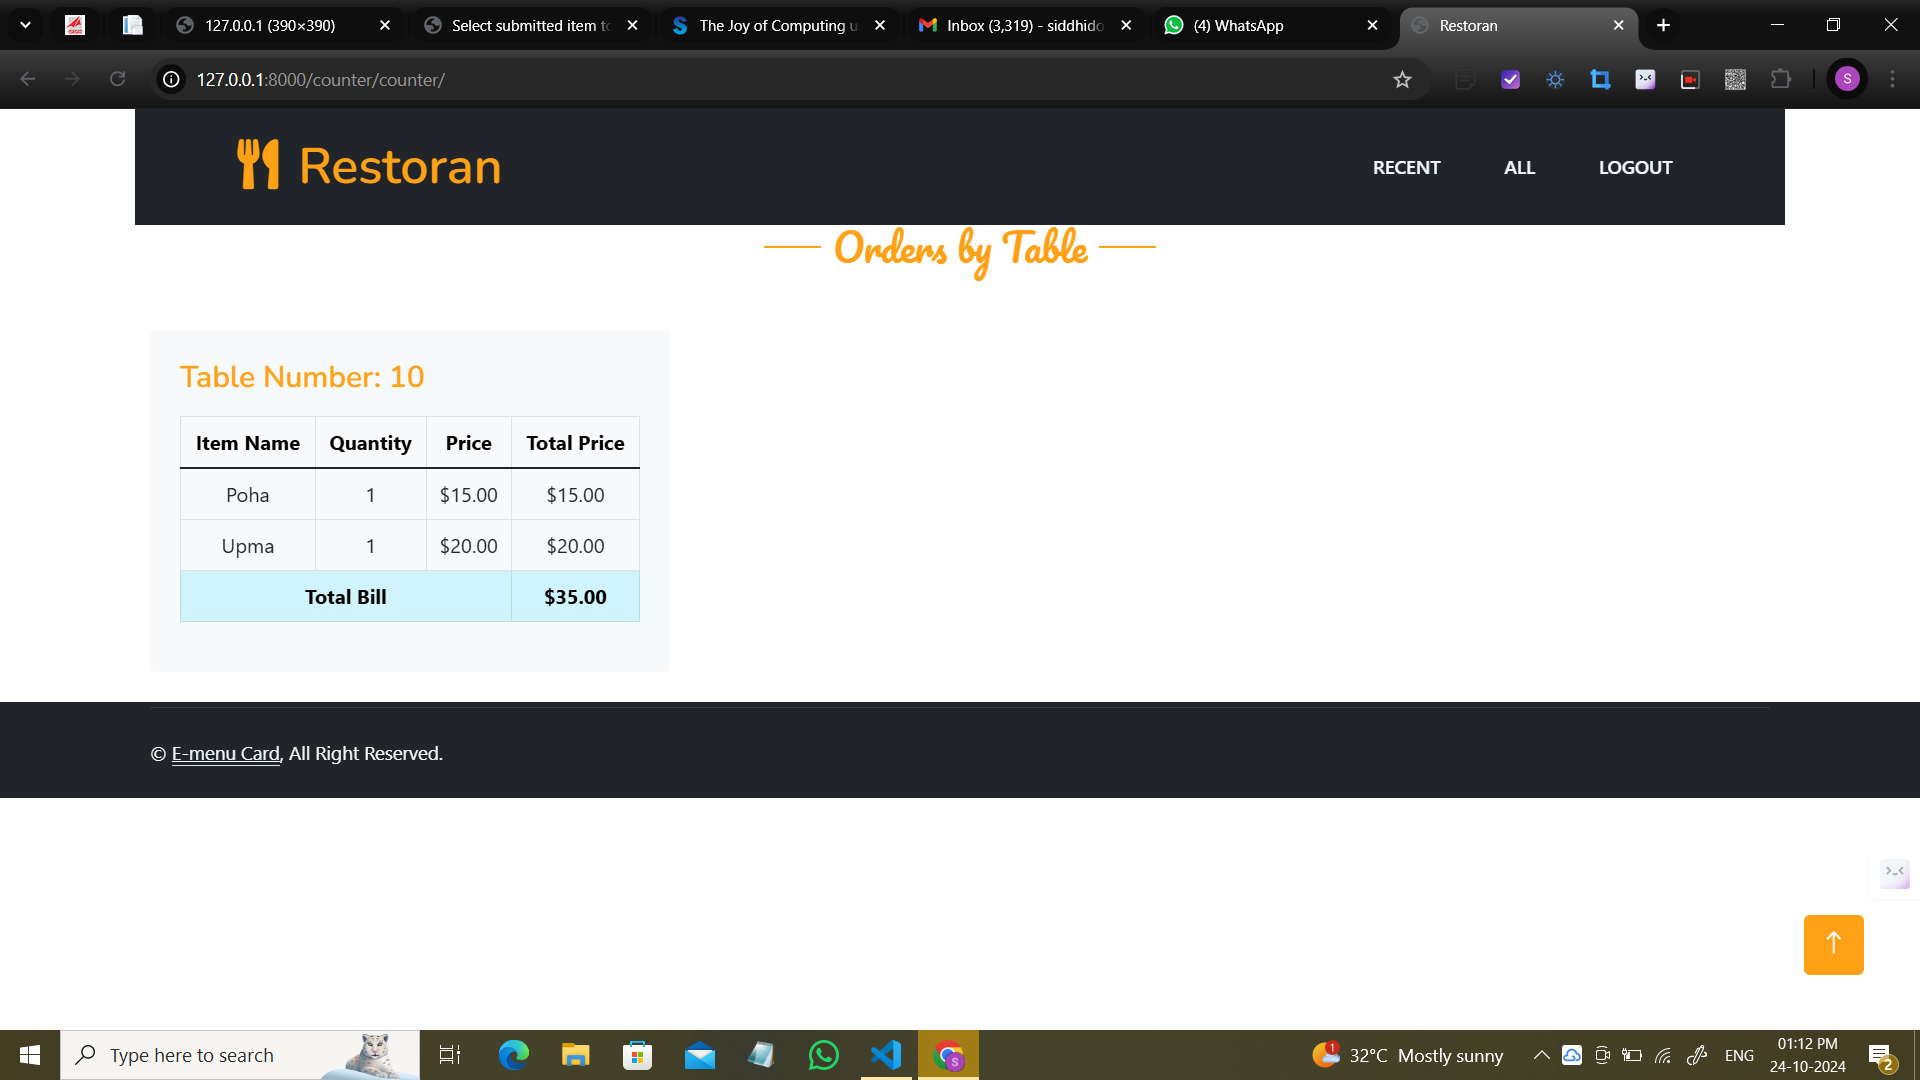 127.0.0.1 (390×390)
Select submitted item to
The Joy of Computing u
Inbox (3,319) - siddhido
(4) WhatsApp
Restoran
127.0.0.1:8000/counter/counter/
S
Restoran
RECENT
ALL
LOGOUT
Orders by Table
Table Number: 10
Item Name Quantity Price Total Price
Poha 1 $15.00 $15.00
Upma 1 $20.00 $20.00
Total Bill $35.00
© E-menu Card, All Right Reserved.
Type here to search
1
32°C Mostly sunny
ENG
01:12 PM
24-10-2024
2